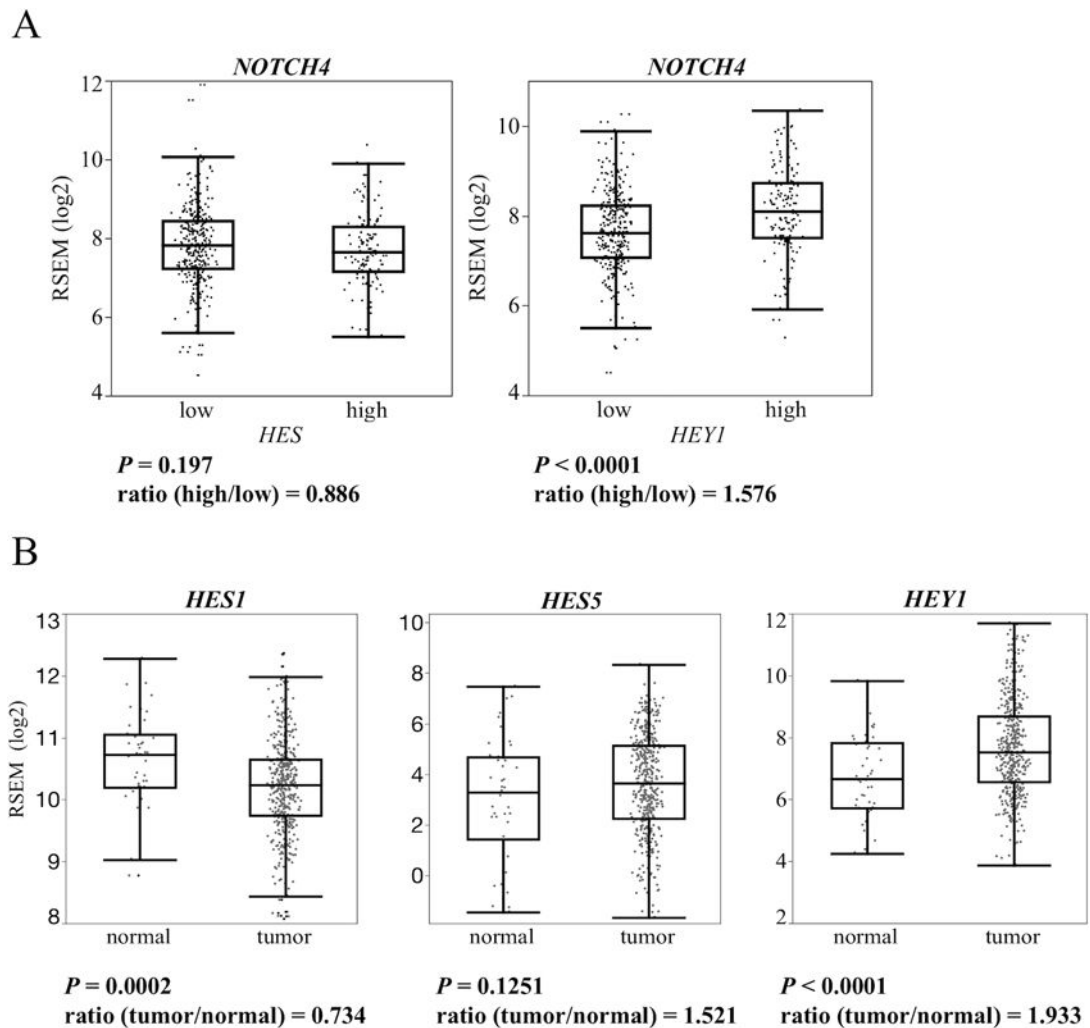 A
NOTCH4
12
10
8
6
4
RSEM (log2)
low
high
HES
P = 0.197
ratio (high/low) = 0.886
NOTCH4
10
8
6
4
RSEM (log2)
low
high
HEY1
P < 0.0001
ratio (high/low) = 1.576
B
HES1
13
12
11
10
9
8
RSEM (log2)
normal
tumor
P = 0.0002
ratio (tumor/normal) = 0.734
HES5
10
8
6
4
2
0
normal
tumor
P = 0.1251
ratio (tumor/normal) = 1.521
HEY1
12
10
8
6
4
2
normal
tumor
P < 0.0001
ratio (tumor/normal) = 1.933